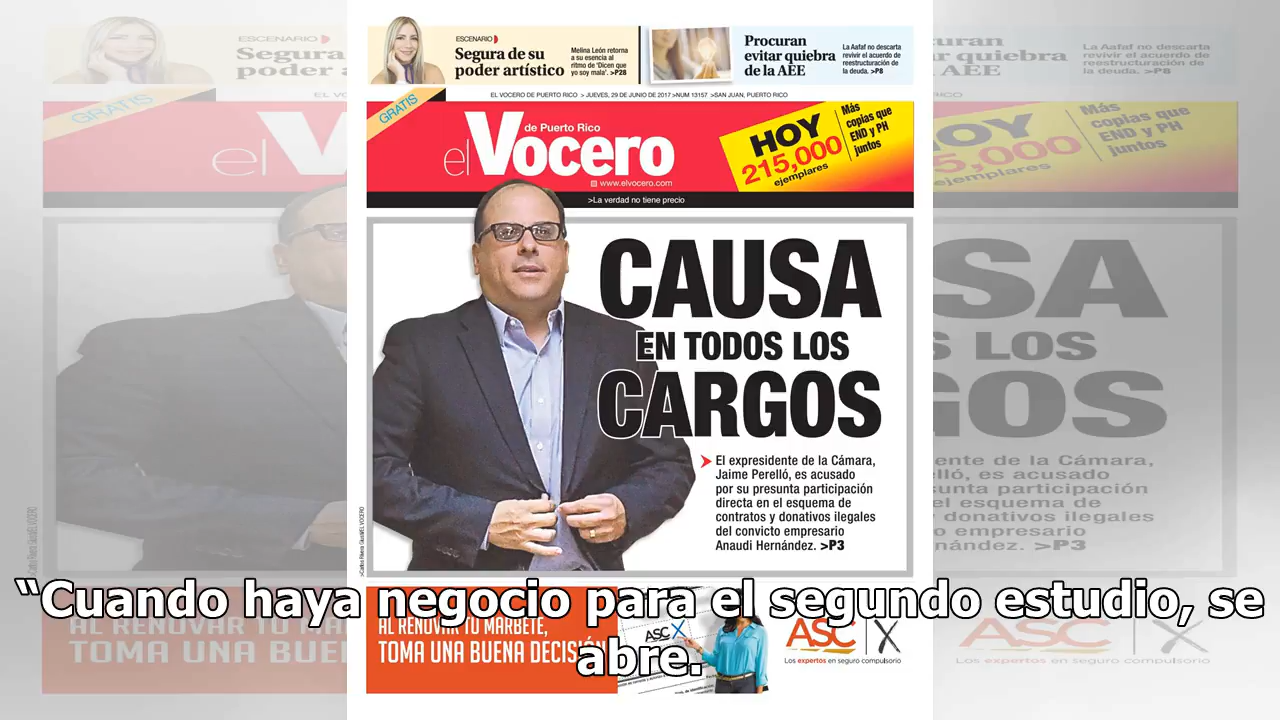 ESCENARIO
Segura de su
poder artístico
Melina León retorna
a su esencia al
ritmo de 'Dicen que
yo soy mala'. >P28
Procuran
evitar quiebra
de la AEE
La Aafaf no descarta
revivir el acuerdo de
reestructuración de
la deuda. >P8
EL VOCERO DE PUERTO RICO > JUEVES, 29 DE JUNIO DE 2017 >NUM 13157 >SAN JUAN, PUERTO RICO
GRATIS
de Puerto Rico
el Vocero
www.elvocero.com
>La verdad no tiene precio
HOY
215,000
ejemplares
Más
copias que
END y PH
juntos
CAUSA
EN TODOS LOS
CARGOS
El expresidente de la Cámara,
Jaime Perelló, es acusado
por su presunta participación
directa en el esquema de
contratos y donativos ilegales
del convicto empresario
Anaudi Hernández. >P3
“Cuando haya negocio para el segundo estudio, se
abre.
AL RENOVAR TU MARBETE,
TOMA UNA BUENA DECISIÓN
ASC X
ASC X
Los expertos en seguro compulsorio